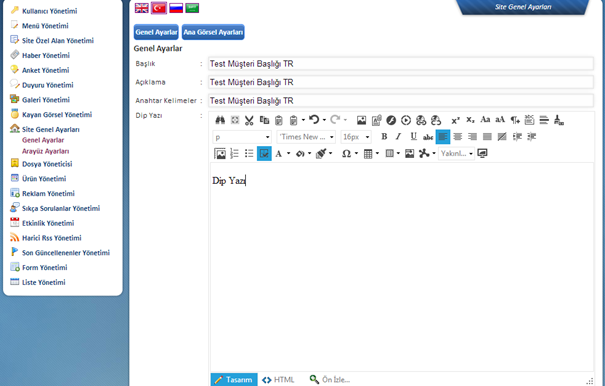 Kullanıcı Yönetimi
Menü Yönetimi
Site Özel Alan Yönetimi
Haber Yönetimi
Anket Yönetimi
Duyuru Yönetimi
Galeri Yönetimi
Kayan Görsel Yönetimi
Site Genel Ayarları
Genel Ayarlar
Arayüz Ayarları
Dosya Yöneticisi
Ürün Yönetimi
Reklam Yönetimi
Sıkça Sorulanlar Yönetimi
Etkinlik Yönetimi
Harici Rss Yönetimi
Son Güncellenenler Yönetimi
Form Yönetimi
Liste Yönetimi
Site Genel Ayarları
Genel Ayarlar Ana Görsel Ayarları
Genel Ayarlar
Başlık : Test Müşteri Başlığı TR
Açıklama : Test Müşteri Başlığı TR
Anahtar Kelimeler : Test Müşteri Başlığı TR
Dip Yazı :
p 'Times New ... 16px B I U abc
Yakınl...
Dip Yazı
Tasarım HTML Ön İzle...